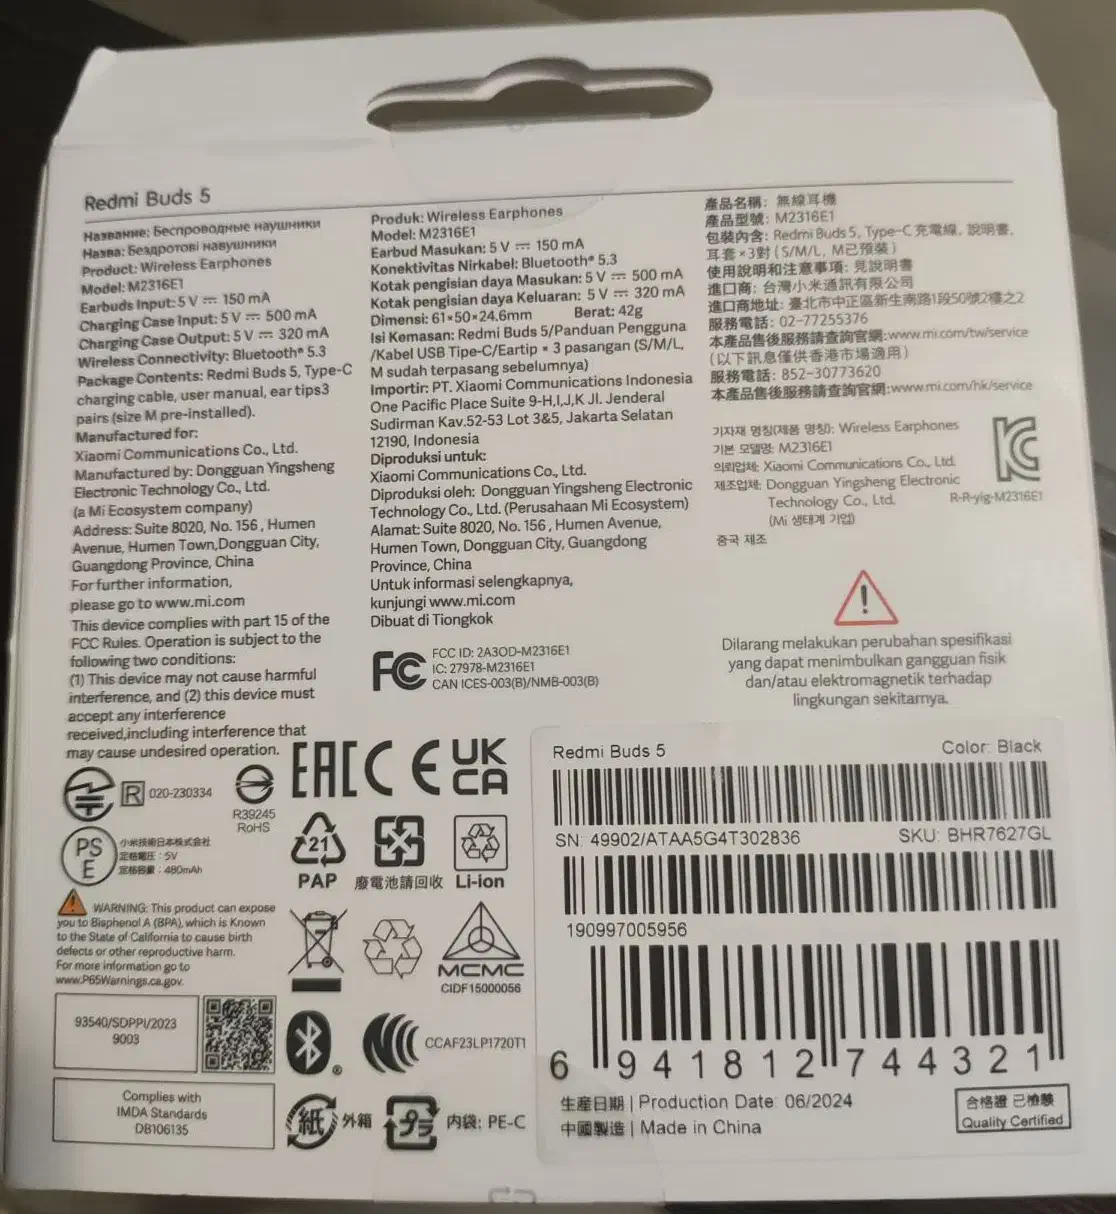 Redmi Buds 5
Название: Беспроводные наушники
Назва: Бездротові навушники
Product: Wireless Earphones
Model: M2316E1
Earbuds Input: 5 V ⎓ 150 mA
Charging Case Input: 5 V ⎓ 500 mA
Charging Case Output: 5 V ⎓ 320 mA
Wireless Connectivity: Bluetooth® 5.3
Package Contents: Redmi Buds 5, Type-C
charging cable, user manual, ear tips3
pairs (size M pre-installed).
Manufactured for:
Xiaomi Communications Co., Ltd.
Manufactured by: Dongguan Yingsheng
Electronic Technology Co., Ltd.
(a Mi Ecosystem company)
Address: Suite 8020, No. 156 , Humen
Avenue, Humen Town,Dongguan City,
Guangdong Province, China
For further information,
please go to www.mi.com
This device complies with part 15 of the
FCC Rules. Operation is subject to the
following two conditions:
(1) This device may not cause harmful
interference, and (2) this device must
accept any interference
received,including interference that
may cause undesired operation.
Produk: Wireless Earphones
Model: M2316E1
Earbud Masukan: 5 V ⎓ 150 mA
Konektivitas Nirkabel: Bluetooth® 5.3
Kotak pengisian daya Masukan: 5 V ⎓ 500 mA
Kotak pengisian daya Keluaran: 5 V ⎓ 320 mA
Dimensi: 61×50×24.6mm Berat: 42g
Isi Kemasan: Redmi Buds 5/Panduan Pengguna
/Kabel USB Tipe-C/Eartip × 3 pasangan (S/M/L,
M sudah terpasang sebelumnya)
Importir: PT. Xiaomi Communications Indonesia
One Pacific Place Suite 9-H,I,J,K Jl. Jenderal
Sudirman Kav.52-53 Lot 3&5, Jakarta Selatan
12190, Indonesia
Diproduksi untuk:
Xiaomi Communications Co., Ltd.
Diproduksi oleh: Dongguan Yingsheng Electronic
Technology Co., Ltd. (Perusahaan Mi Ecosystem)
Alamat: Suite 8020, No. 156 , Humen Avenue,
Humen Town, Dongguan City, Guangdong
Province, China
Untuk informasi selengkapnya,
kunjungi www.mi.com
Dibuat di Tiongkok
FC
FCC ID: 2A3OD-M2316E1
IC: 27978-M2316E1
CAN ICES-003(B)/NMB-003(B)
產品名稱: 無線耳機
產品型號: M2316E1
包裝內含: Redmi Buds 5, Type-C 充電線, 說明書,
耳套×3對 (S/M/L, M已預裝)
使用說明和注意事項: 見說明書
進口商: 台灣小米通訊有限公司
進口商地址: 臺北市中正區新生南路1段50號2樓之2
服務電話: 02-77255376
本產品售後服務請查詢官網:www.mi.com/tw/service
(以下訊息僅供香港市場適用)
服務電話: 852-30773620
本產品售後服務請查詢官網:www.mi.com/hk/service
기자재 명칭(제품 명칭): Wireless Earphones
기본 모델명: M2316E1
의뢰업체: Xiaomi Communications Co., Ltd.
제조업체: Dongguan Yingsheng Electronic
Technology Co., Ltd.
(Mi 생태계 기업)
중국 제조
KC
R-R-yig-M2316E1
Dilarang melakukan perubahan spesifikasi
yang dapat menimbulkan gangguan fisik
dan/atau elektromagnetik terhadap
lingkungan sekitarnya.
R 020-230334
R39245
RoHS
EAC CE UK CA
PS E
小米技術日本株式会社
定格電圧：5V
定格容量：480mAh
21
PAP
廢電池請回收
Li-ion
WARNING: This product can expose
you to Bisphenol A (BPA), which is Known
to the State of California to cause birth
defects or other reproductive harm.
For more information go to
www.P65Warnings.ca.gov.
MCMC
CIDF15000056
93540/SDPPI/2023
9003
CCAF23LP1720T1
Complies with
IMDA Standards
DB106135
紙 外箱
プラ 内袋: PE-C
Redmi Buds 5 Color: Black
SN: 49902/ATAA5G4T302836 SKU: BHR7627GL
190997005956
6 941812 744321
生産日期 | Production Date: 06/2024
中國製造 | Made in China
合格證 已檢驗
Quality Certified